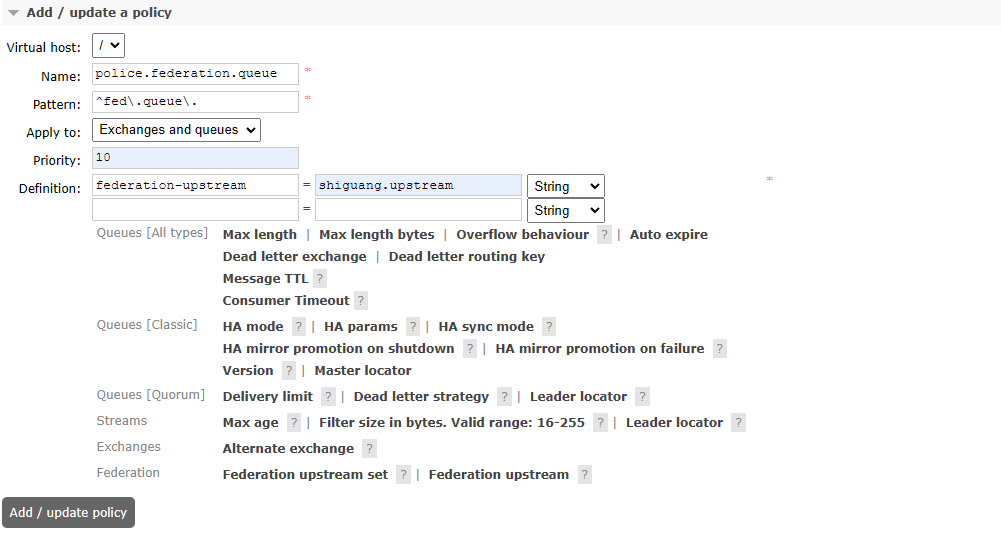 Add / update a policy
Virtual host: /
Name: police.federation.queue *
Pattern: ^fed\.queue\. *
Apply to: Exchanges and queues
Priority: 10
Definition: federation-upstream = shiguang.upstream String *
= String
Queues [All types] Max length | Max length bytes | Overflow behaviour ? | Auto expire
Dead letter exchange | Dead letter routing key
Message TTL ?
Consumer Timeout ?
Queues [Classic] HA mode ? | HA params ? | HA sync mode ?
HA mirror promotion on shutdown ? | HA mirror promotion on failure ?
Version ? | Master locator
Queues [Quorum] Delivery limit ? | Dead letter strategy ? | Leader locator ?
Streams Max age ? | Filter size in bytes. Valid range: 16-255 ? | Leader locator ?
Exchanges Alternate exchange ?
Federation Federation upstream set ? | Federation upstream ?
Add / update policy